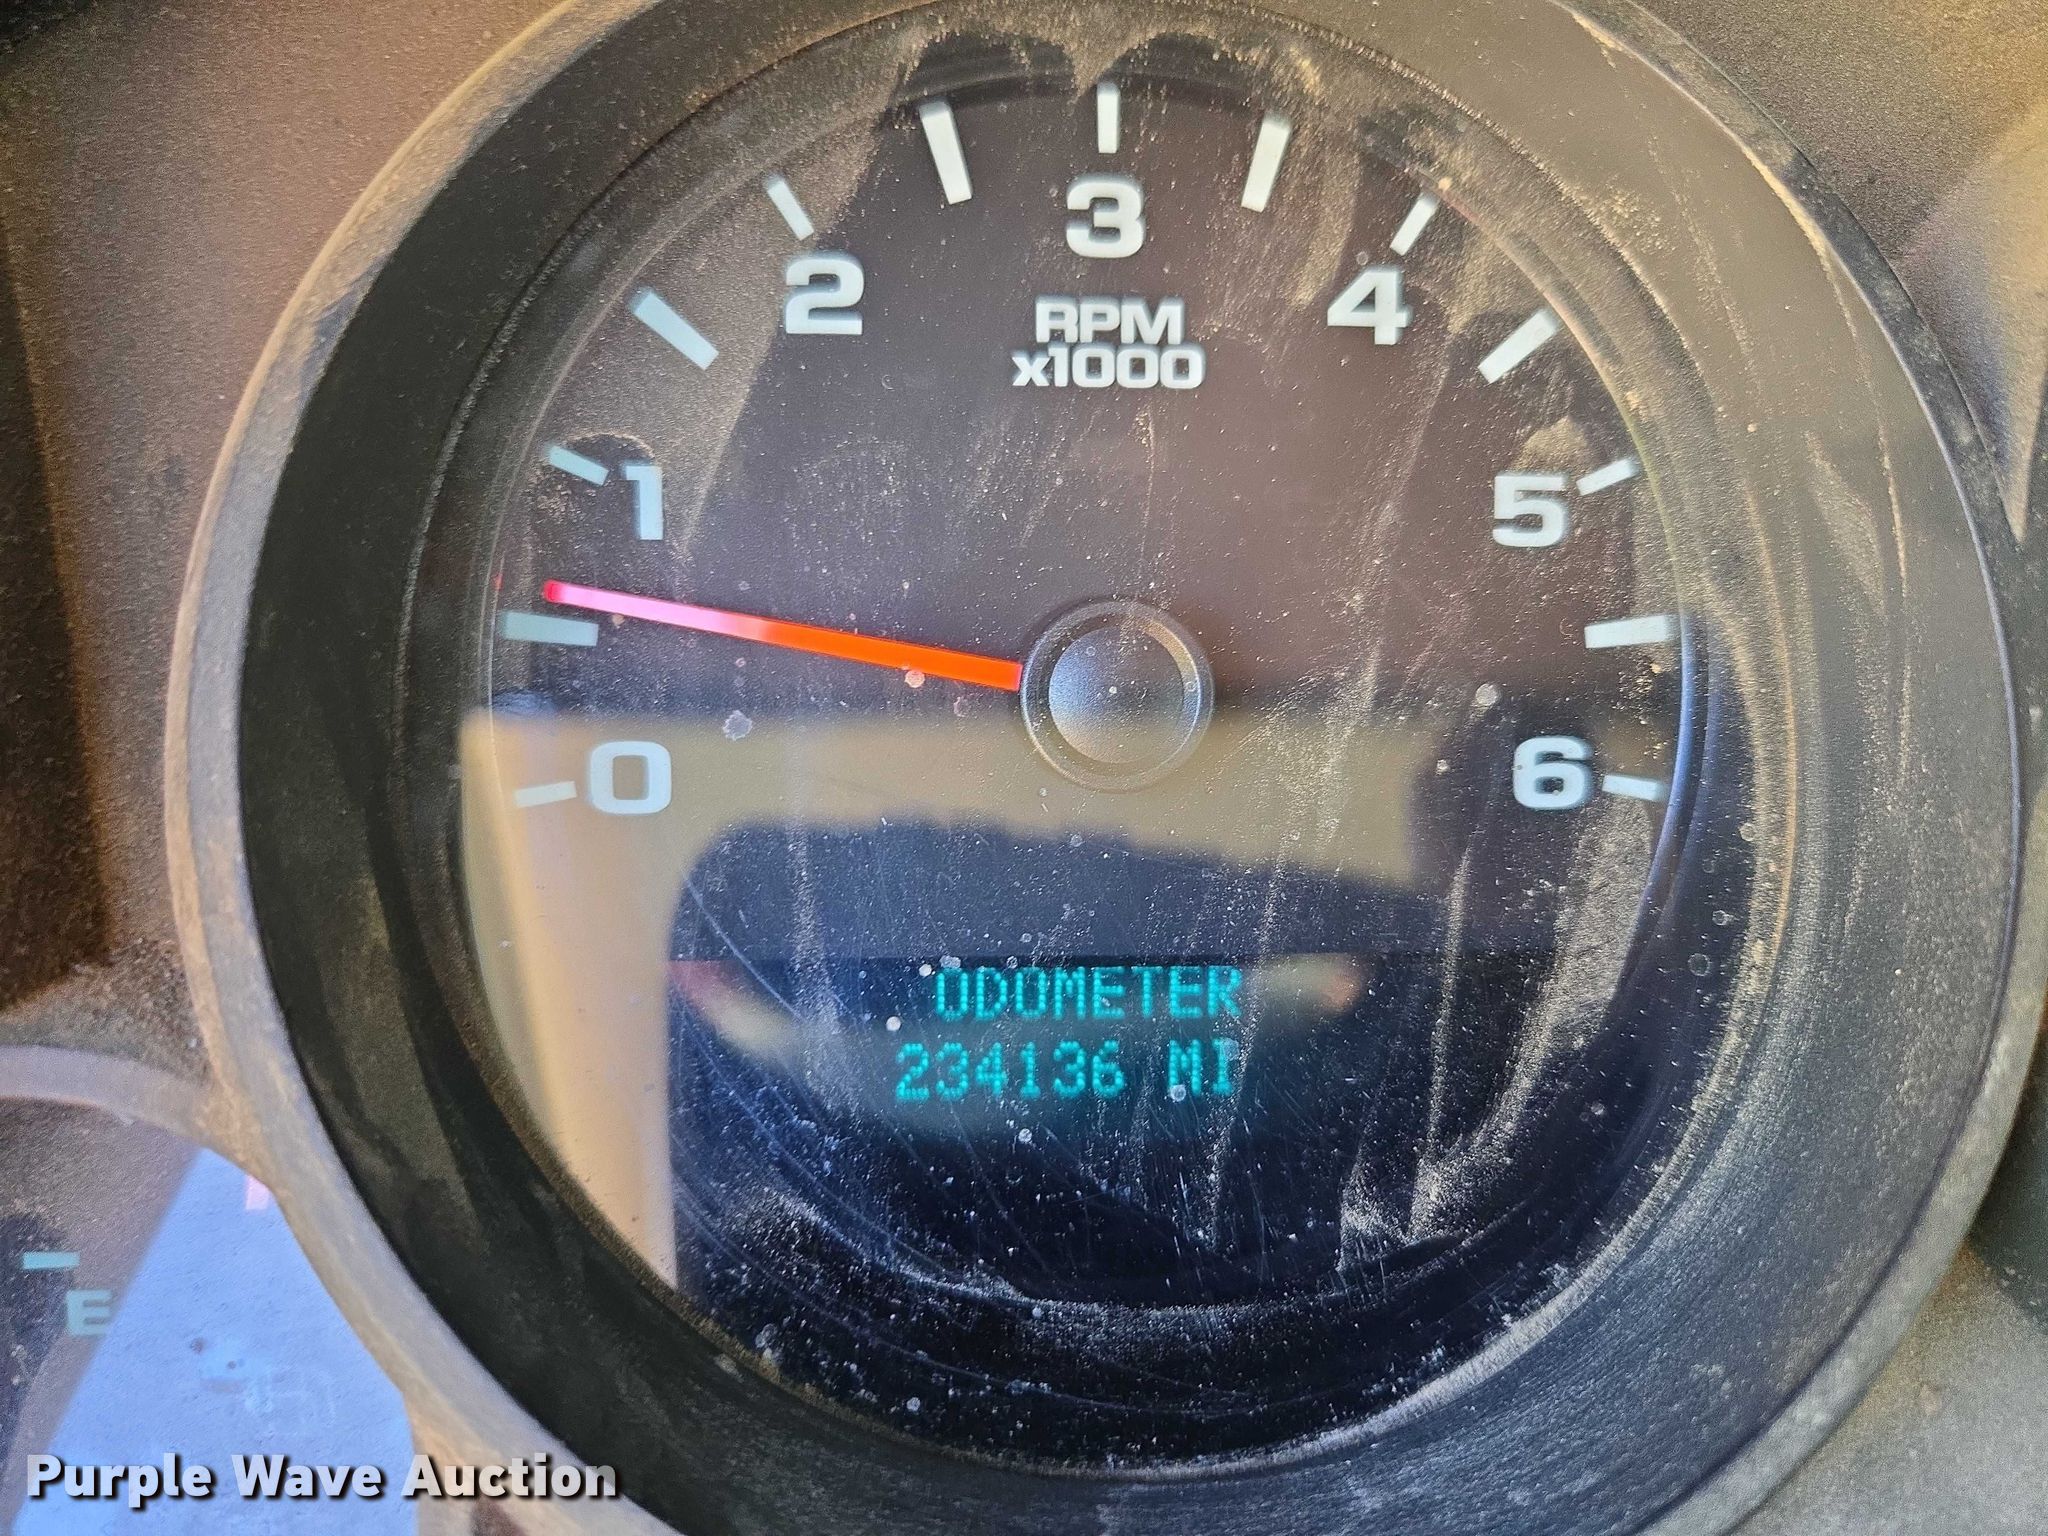 3
2
4
RPM
x1000
1
5
0
6
ODOMETER
234136 MI
E
Purple Wave Auction